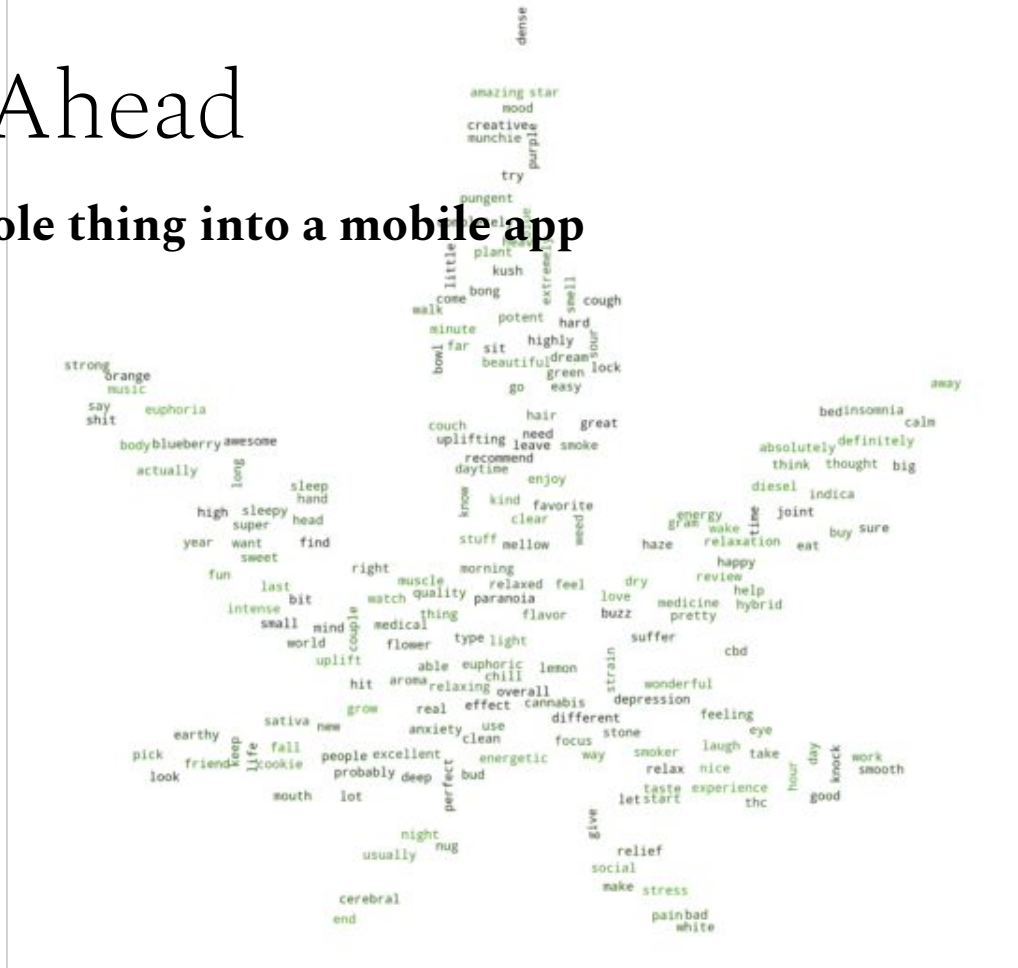 dense
Ahead
amazing star
mood
creative
munchie
purple
try
pungent
ole thing into a mobile app
plant
little
extremely
kush
smell
bong
come
cough
walk
potent
hard
minute
bowl
far
sit
highly
sour
beautiful
dream
green
lock
go
easy
strong
orange
music
say
shit
euphoria
away
bed
insomnia
calm
hair
great
couch
uplifting
need
leave
smoke
recommend
daytime
body
blueberry
awesome
absolutely
definitely
actually
long
think
thought
big
enjoy
sleep
hand
know
kind
favorite
diesel
indica
high
sleepy
super
head
clear
weed
energy
gram
wake
time
joint
buy
sure
year
want
find
stuff
mellow
haze
relaxation
eat
sweet
happy
fun
right
morning
review
last
muscle
relaxed
feel
dry
help
bit
watch
quality
paranoia
love
medicine
hybrid
intense
thing
flavor
buzz
pretty
small
mind
couple
medical
world
flower
type
light
suffer
cbd
uplift
able
euphoric
lemon
strain
chill
hit
aroma
relaxing
overall
wonderful
grow
real
effect
cannabis
depression
sativa
new
different
feeling
earthy
anxiety
use
clean
focus
stone
eye
pick
keep
life
fall
people
excellent
energetic
way
smoker
laugh
take
day
knock
work
friend
cookie
look
probably
deep
perfect
bud
relax
nice
hour
smooth
mouth
lot
taste
experience
let
start
thc
good
night
nug
give
usually
relief
social
cerebral
make
stress
end
pain
bad
white